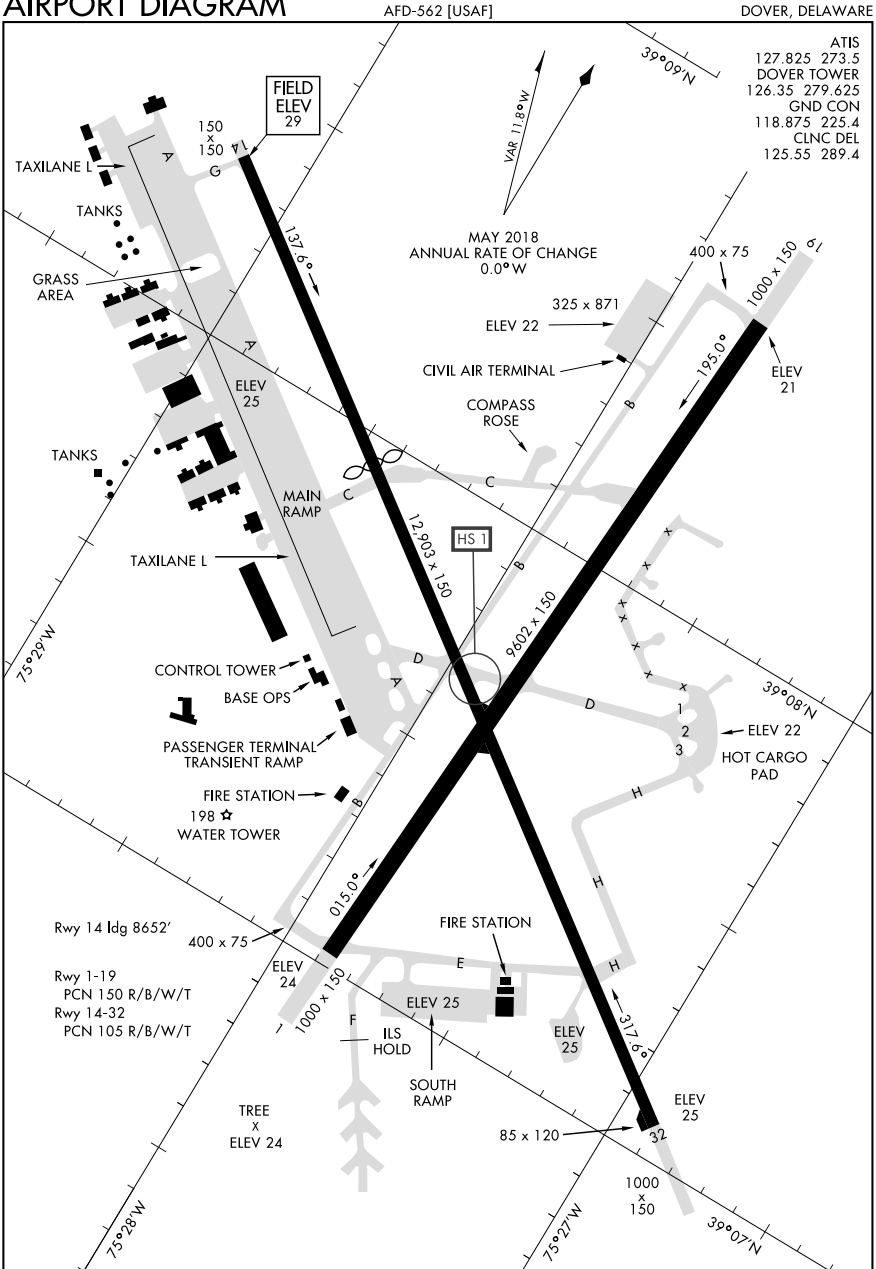 AIRPORT DIAGRAM
AFD-562 [USAF]
DOVER, DELAWARE
ATIS
127.825 273.5
DOVER TOWER
126.35 279.625
GND CON
118.875 225.4
CLNC DEL
125.55 289.4
39°09'N
VAR 11.8°W
MAY 2018
ANNUAL RATE OF CHANGE
0.0°W
FIELD
ELEV
29
150
x
150
14
A
G
TAXILANE L
TANKS
137.6°
GRASS
AREA
A
ELEV
25
400 x 75
1000 x 150
19
325 x 871
ELEV 22
195.0°
ELEV
21
CIVIL AIR TERMINAL
B
COMPASS
ROSE
TANKS
MAIN
RAMP
C
C
12,903 x 150
HS 1
B
x
TAXILANE L
9602 x 150
x
x
x
x
x
75°29'W
D
CONTROL TOWER
A
BASE OPS
D
39°08'N
1
2
3
ELEV 22
HOT CARGO
PAD
PASSENGER TERMINAL
TRANSIENT RAMP
H
FIRE STATION
B
198
WATER TOWER
015.0°
H
Rwy 14 ldg 8652'
400 x 75
FIRE STATION
ELEV
24
1000 x 150
1
E
H
Rwy 1-19
PCN 150 R/B/W/T
Rwy 14-32
PCN 105 R/B/W/T
F
ELEV 25
ILS
HOLD
ELEV
25
317.6°
SOUTH
RAMP
TREE
x
ELEV 24
ELEV
25
85 x 120
32
1000
x
150
75°28'W
75°27'W
39°07'N